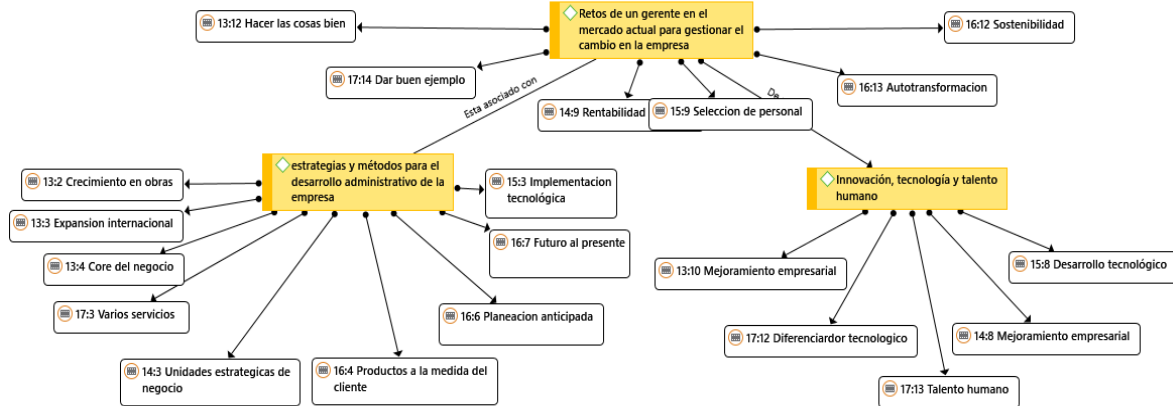 Retos de un gerente en el
mercado actual para gestionar el
cambio en la empresa
13:12 Hacer las cosas bien
16:12 Sostenibilidad
17:14 Dar buen ejemplo
16:13 Autotransformacion
Esta asociado con
De
14:9 Rentabilidad
15:9 Seleccion de personal
estrategias y métodos para el
desarrollo administrativo de la
empresa
13:2 Crecimiento en obras
15:3 Implementacion
tecnológica
13:3 Expansion internacional
16:7 Futuro al presente
13:4 Core del negocio
17:3 Varios servicios
16:6 Planeacion anticipada
14:3 Unidades estrategicas de
negocio
16:4 Productos a la medida del
cliente
Innovación, tecnología y talento
humano
13:10 Mejoramiento empresarial
15:8 Desarrollo tecnológico
17:12 Diferenciardor tecnologico
14:8 Mejoramiento empresarial
17:13 Talento humano